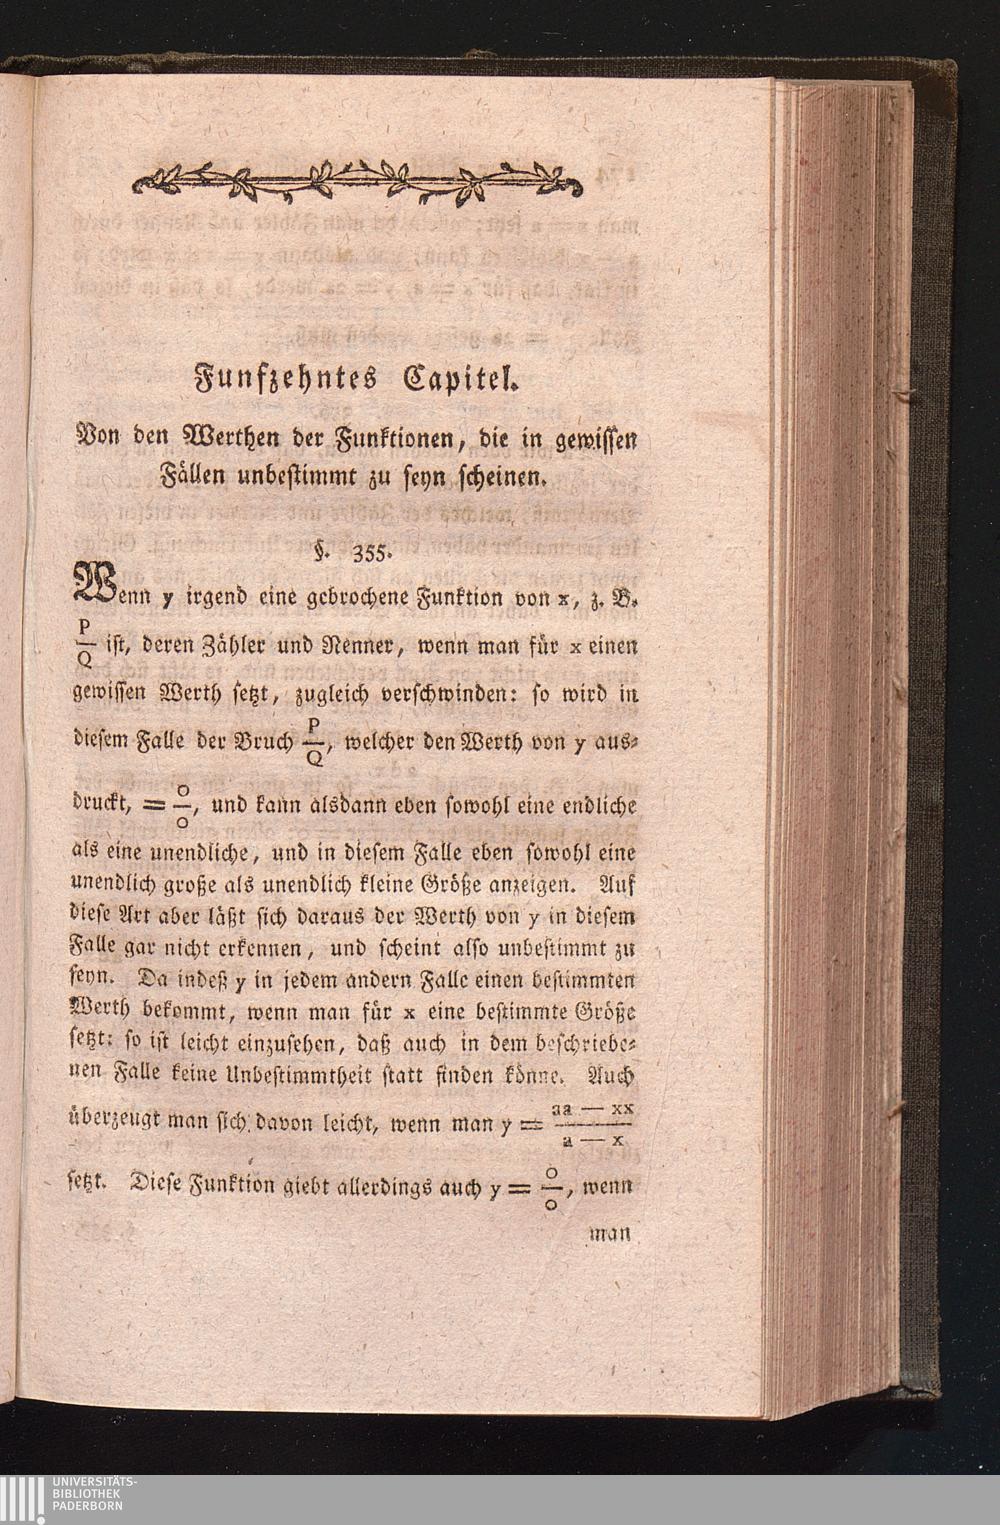 Funfzehntes Capitel.
Von den Werthen der Funktionen, die in gewissen
Fällen unbestimmt zu seyn scheinen.
§. 355.
Wenn y irgend eine gebrochene Funktion von x, z. B.
P/Q ist, deren Zähler und Nenner, wenn man für x einen
gewissen Werth setzt, zugleich verschwinden: so wird in
diesem Falle der Bruch P/Q, welcher den Werth von y aus-
druckt, = 0/0, und kann alsdann eben sowohl eine endliche
als eine unendliche, und in diesem Falle eben sowohl eine
unendlich große als unendlich kleine Größe anzeigen. Auf
diese Art aber läßt sich daraus der Werth von y in diesem
Falle gar nicht erkennen, und scheint also unbestimmt zu
seyn. Da indeß y in jedem andern Falle einen bestimmten
Werth bekommt, wenn man für x eine bestimmte Größe
setzt: so ist leicht einzusehen, daß auch in dem beschriebe-
nen Falle keine Unbestimmtheit statt finden könne. Auch
überzeugt man sich davon leicht, wenn man y = aa — xx / a — x
setzt. Diese Funktion giebt allerdings auch y = 0/0, wenn
man
UNIVERSITÄTS-
BIBLIOTHEK
PADERBORN